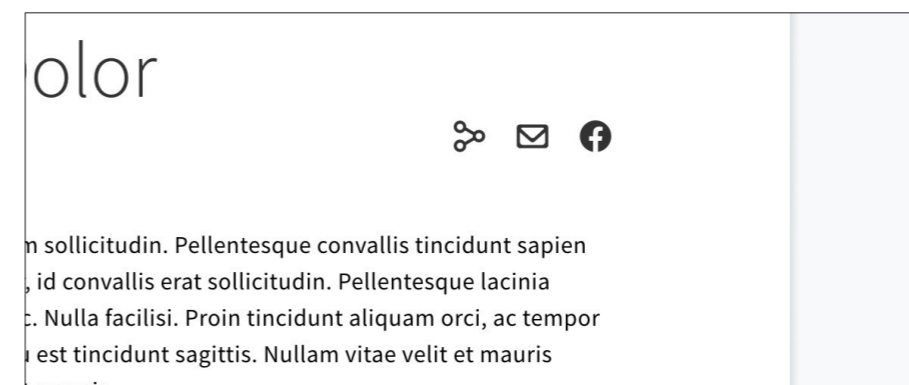 olor
sollicitudin. Pellentesque convallis tincidunt sapien
, id convallis erat sollicitudin. Pellentesque lacinia
. Nulla facilisi. Proin tincidunt aliquam orci, ac tempor
est tincidunt sagittis. Nullam vitae velit et mauris